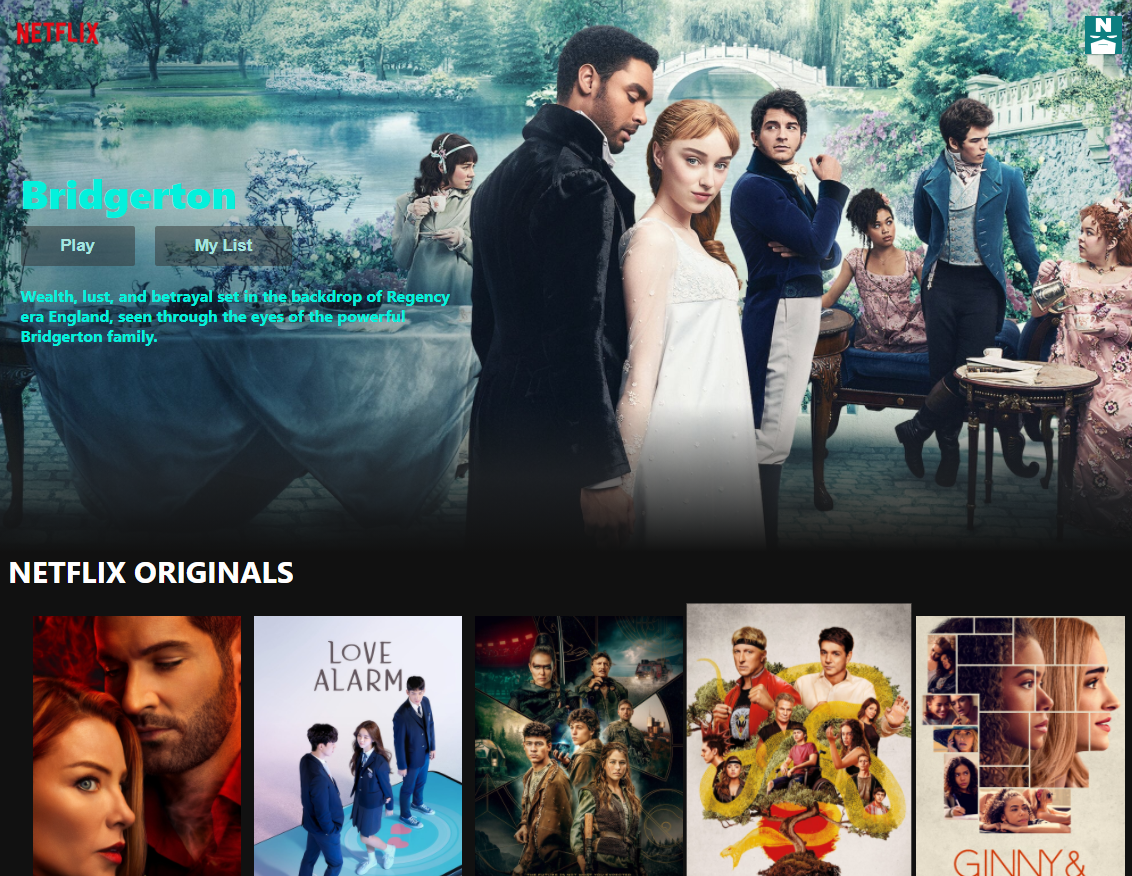 NETFLIX
N
Bridgerton
Play
My List
Wealth, lust, and betrayal set in the backdrop of Regency
era England, seen through the eyes of the powerful
Bridgerton family.
NETFLIX ORIGINALS
LOVE
ALARM
GINNY&